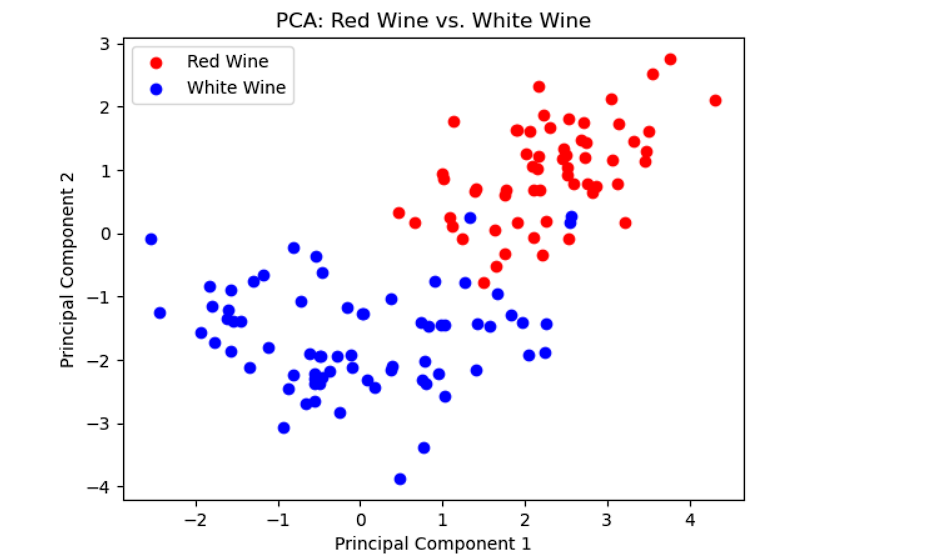 PCA: Red Wine vs. White Wine
Red Wine
White Wine
Principal Component 2
3
2
1
0
−1
−2
−3
−4
−2 −1 0 1 2 3 4
Principal Component 1